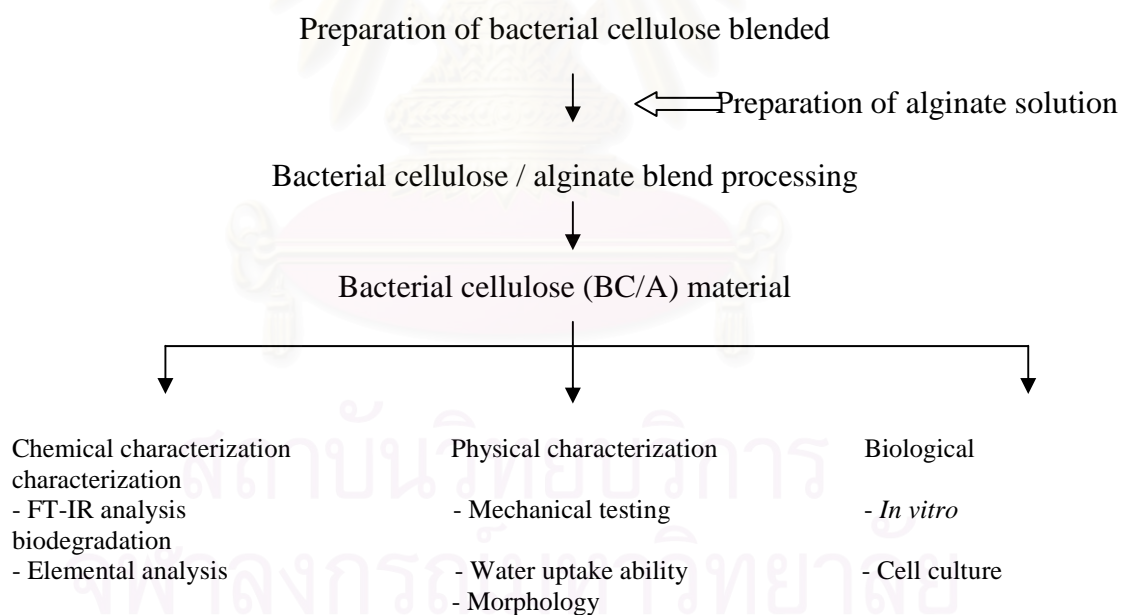 Preparation of bacterial cellulose blended
Preparation of alginate solution
Bacterial cellulose / alginate blend processing
Bacterial cellulose (BC/A) material
Chemical characterization Physical characterization Biological
characterization
- FT-IR analysis - Mechanical testing - In vitro
biodegradation
- Elemental analysis - Water uptake ability - Cell culture
- Morphology
สถาบันวิทยบริการ
จุฬาลงกรณ์มหาวิทยาลัย